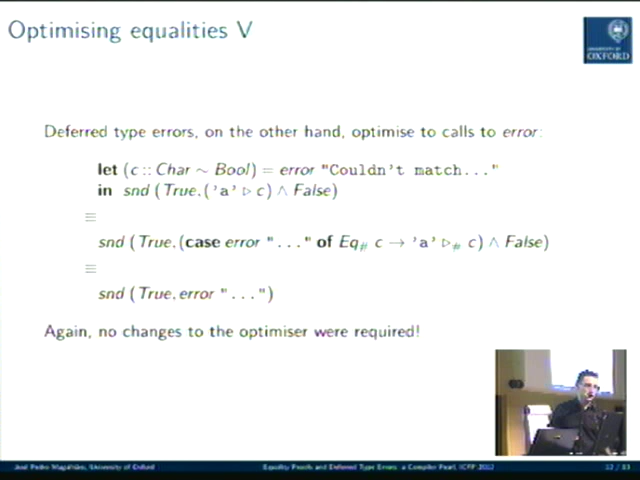 Optimising equalities V
UNIVERSITY OF
OXFORD
Deferred type errors, on the other hand, optimise to calls to error:
let (c :: Char ∼ Bool) = error "Couldn't match..."
in snd (True, ('a' ▷ c) ∧ False)
≡
snd (True, (case error "..." of Eq# c → 'a' ▷# c) ∧ False)
≡
snd (True, error "...")
Again, no changes to the optimiser were required!
José Pedro Magalhães, University of Oxford Equality Proofs and Deferred Type Errors: a Compiler Pearl, ICFP 2012 12 / 13